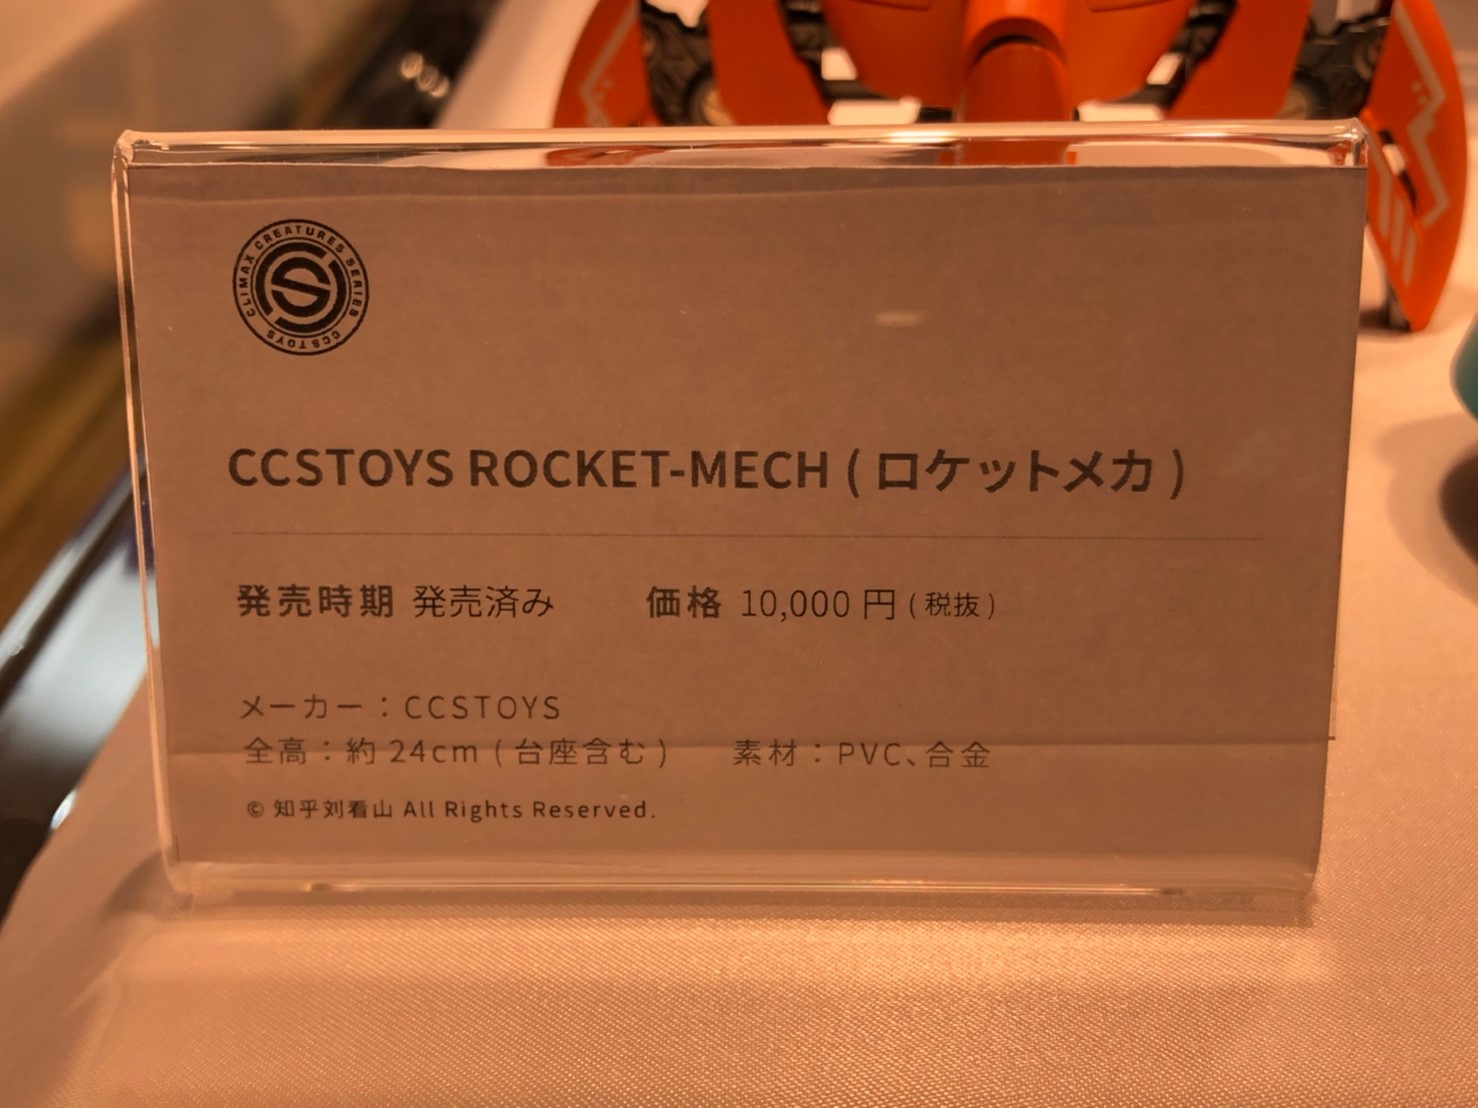 CLIMAX CREATURES SERIES
CCSTOYS
CCSTOYS ROCKET-MECH ( ロケットメカ )
発売時期 発売済み 価格 10,000 円 ( 税抜 )
メーカー：CCSTOYS
全高：約 24cm ( 台座含む ) 素材：PVC、合金
© 知乎刘看山 All Rights Reserved.